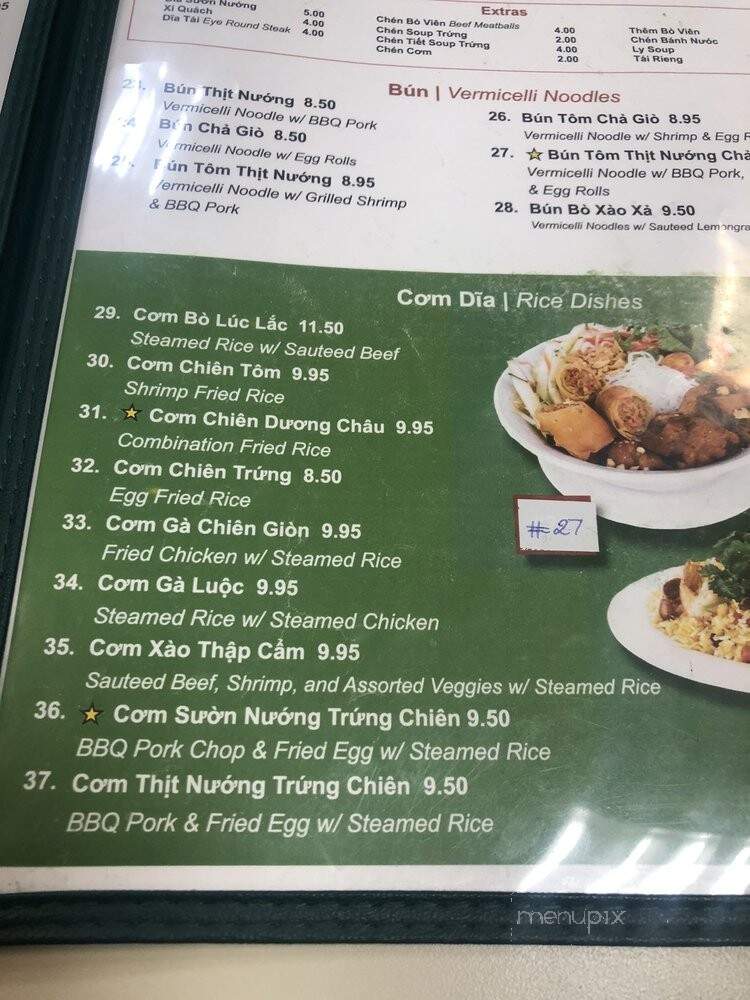 5.00
Xí Quách 4.00
Dĩa Tái Eye Round Steak 4.00
Extras
Chén Bò Viên Beef Meatballs 4.00
Chén Soup Trứng 2.00
Chén Tiết Soup Trứng 4.00
Chén Cơm 2.00
Thêm Bò Viên
Chén Bánh Nước
Ly Soup
Tái Rieng
Bún | Vermicelli Noodles
Bún Thịt Nướng 8.50
Vermicelli Noodle w/ BBQ Pork
Bún Chả Giò 8.50
Vermicelli Noodle w/ Egg Rolls
Bún Tôm Thịt Nướng 8.95
Vermicelli Noodle w/ Grilled Shrimp
& BBQ Pork
26. Bún Tôm Chả Giò 8.95
Vermicelli Noodle w/ Shrimp & Egg
27. Bún Tôm Thịt Nướng Chả
Vermicelli Noodle w/ BBQ Pork,
& Egg Rolls
28. Bún Bò Xào Xả 9.50
Vermicelli Noodles w/ Sauteed
Cơm Dĩa | Rice Dishes
29. Cơm Bò Lúc Lắc 11.50
Steamed Rice w/ Sauteed Beef
30. Cơm Chiên Tôm 9.95
Shrimp Fried Rice
31. Cơm Chiên Dương Châu 9.95
Combination Fried Rice
32. Cơm Chiên Trứng 8.50
Egg Fried Rice
33. Cơm Gà Chiên Giòn 9.95
Fried Chicken w/ Steamed Rice
34. Cơm Gà Luộc 9.95
Steamed Rice w/ Steamed Chicken
35. Cơm Xào Thập Cẩm 9.95
Sauteed Beef, Shrimp, and Assorted Veggies w/ Steamed Rice
36. Cơm Sườn Nướng Trứng Chiên 9.50
BBQ Pork Chop & Fried Egg w/ Steamed Rice
37. Cơm Thịt Nướng Trứng Chiên 9.50
BBQ Pork & Fried Egg w/ Steamed Rice
#27
menupix